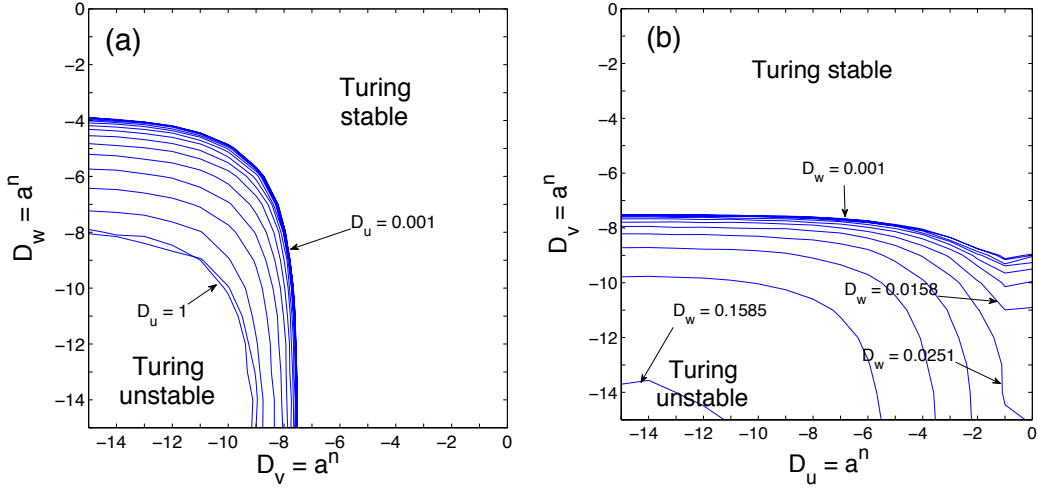 (a)
Turing
stable
D_u = 0.001
D_u = 1
Turing
unstable
D_w = a^n
0
−2
−4
−6
−8
−10
−12
−14
−14 −12 −10 −8 −6 −4 −2 0
D_v = a^n
(b)
Turing stable
D_w = 0.001
D_w = 0.0158
D_w = 0.1585
D_w = 0.0251
Turing
unstable
D_v = a^n
0
−2
−4
−6
−8
−10
−12
−14
−14 −12 −10 −8 −6 −4 −2 0
D_u = a^n